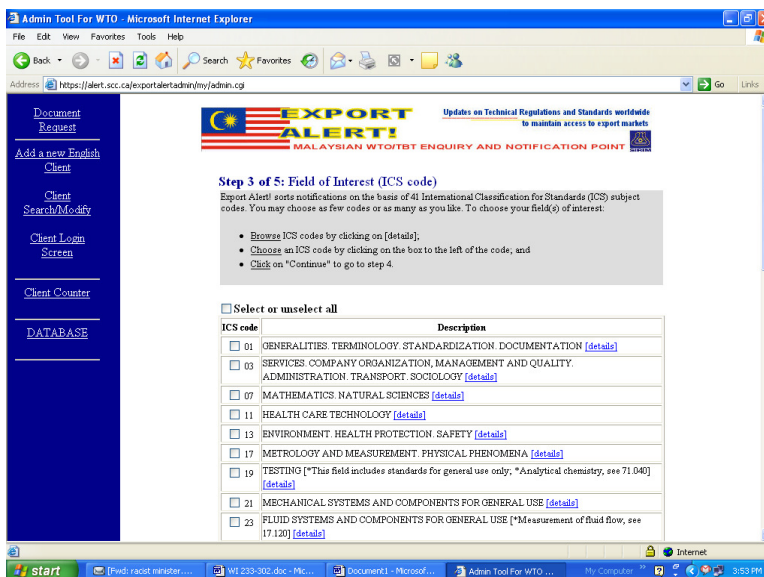 Admin Tool For WTO - Microsoft Internet Explorer
File Edit View Favorites Tools Help
Back Search Favorites
Address https://alert.scc.ca/exportalertadmin/my/admin.cgi Go Links
Document
Request
Add a new English
Client
Client
Search/Modify
Client Login
Screen
Client Counter
DATABASE
EXPORT
ALERT!
Updates on Technical Regulations and Standards worldwide
to maintain access to export markets
MALAYSIAN WTO/TBT ENQUIRY AND NOTIFICATION POINT
Step 3 of 5: Field of Interest (ICS code)
Export Alert! sorts notifications on the basis of 41 International Classification for Standards (ICS) subject
codes. You may choose as few codes or as many as you like. To choose your field(s) of interest:
Browse ICS codes by clicking on [details];
Choose an ICS code by clicking on the box to the left of the code; and
Click on "Continue" to go to step 4.
Select or unselect all
ICS code Description
01 GENERALITIES. TERMINOLOGY. STANDARDIZATION. DOCUMENTATION [details]
03 SERVICES. COMPANY ORGANIZATION, MANAGEMENT AND QUALITY.
ADMINISTRATION. TRANSPORT. SOCIOLOGY [details]
07 MATHEMATICS. NATURAL SCIENCES [details]
11 HEALTH CARE TECHNOLOGY [details]
13 ENVIRONMENT. HEALTH PROTECTION. SAFETY [details]
17 METROLOGY AND MEASUREMENT. PHYSICAL PHENOMENA [details]
19 TESTING [*This field includes standards for general use only; *Analytical chemistry, see 71.040]
[details]
21 MECHANICAL SYSTEMS AND COMPONENTS FOR GENERAL USE [details]
23 FLUID SYSTEMS AND COMPONENTS FOR GENERAL USE [*Measurement of fluid flow, see
17.120] [details]
Internet
start [Fwd: racist minister.... WI 233-302.doc - Mic... Document1 - Microsof... Admin Tool For WTO ... My Computer 3:53 PM